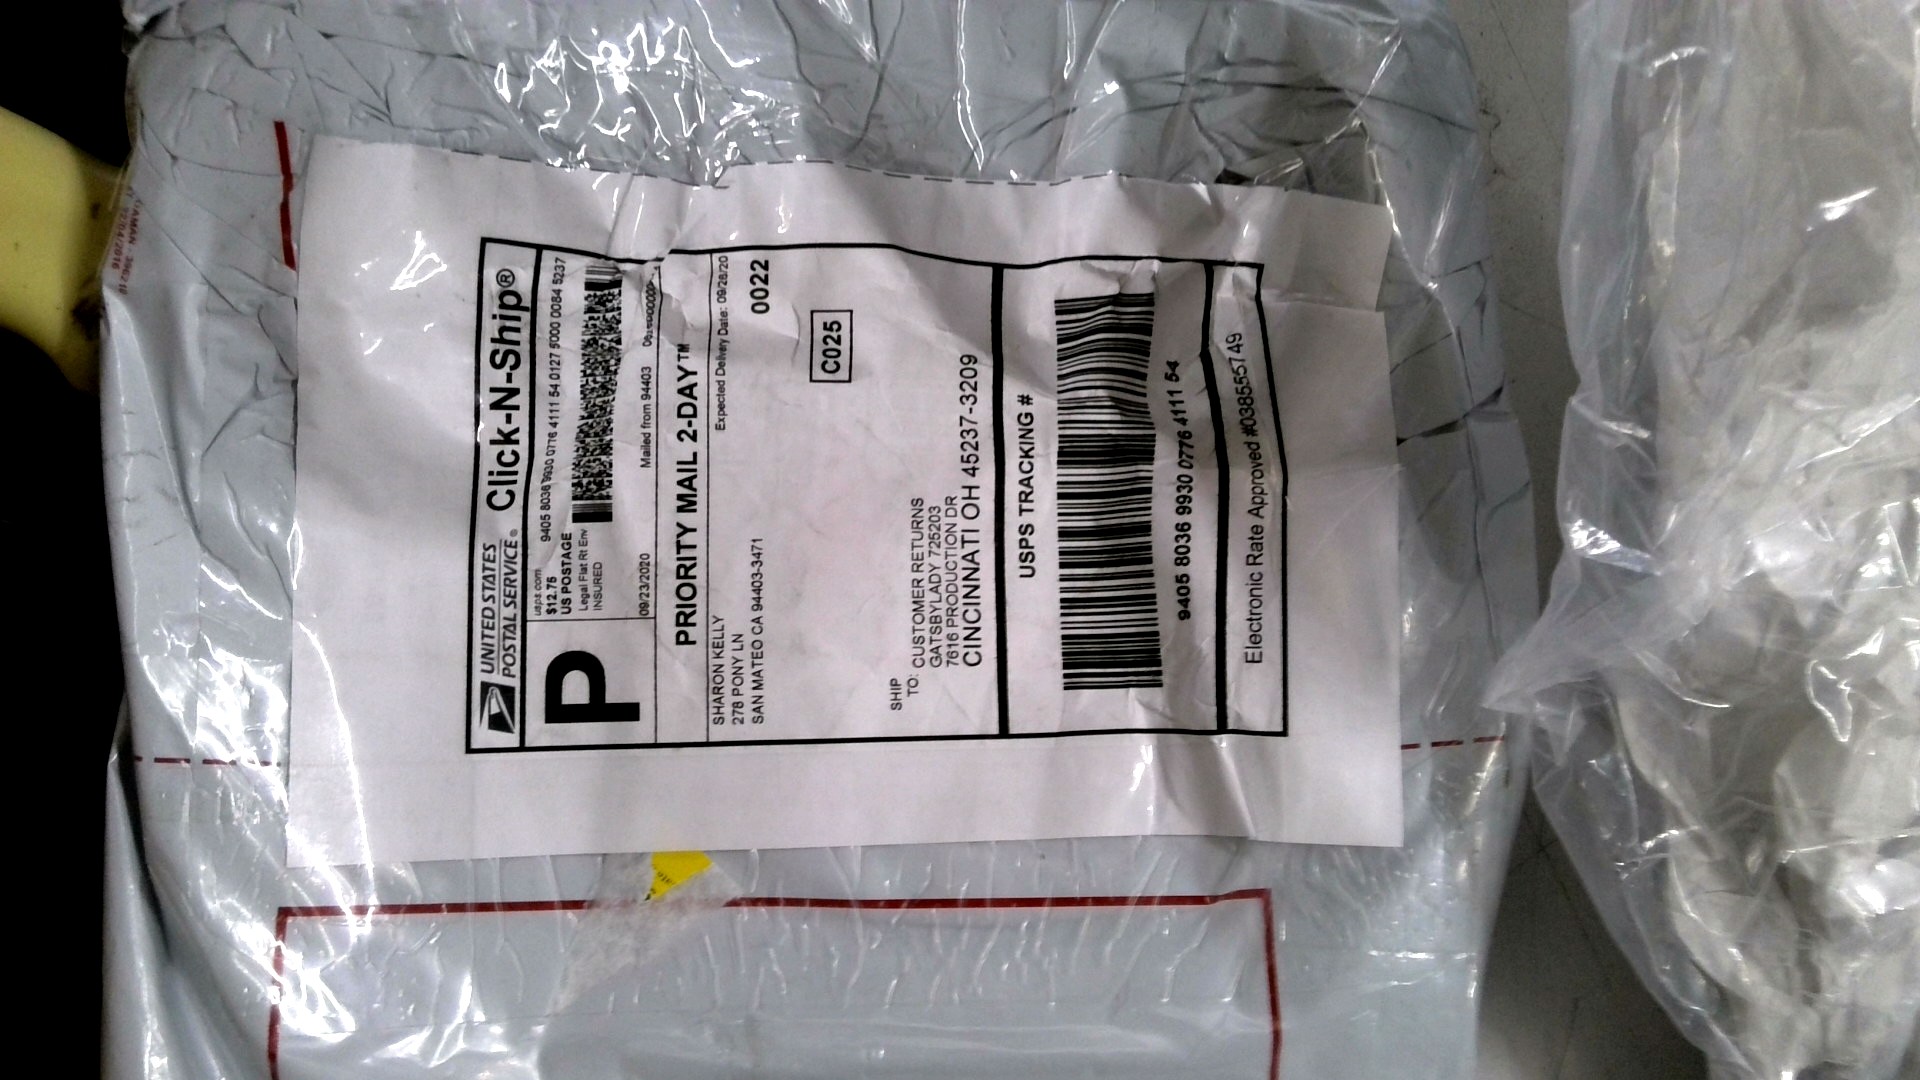 UNITED STATES
POSTAL SERVICE® Click-N-Ship®
P
usps.com
$12.75
US POSTAGE
Legal Flat Rt Env
INSURED
9405 8036 9930 0776 4111 54 0127 5000 0084 5237
09/23/2020
Mailed from 94403
PRIORITY MAIL 2-DAY™
SHARON KELLY
278 PONY LN
SAN MATEO CA 94403-3471
Expected Delivery Date: 09/26/20
0022
C025
SHIP
TO:
CUSTOMER RETURNS
GATSBYLADY 725203
7616 PRODUCTION DR
CINCINNATI OH 45237-3209
USPS TRACKING #
9405 8036 9930 0776 4111 54
Electronic Rate Approved #038555749